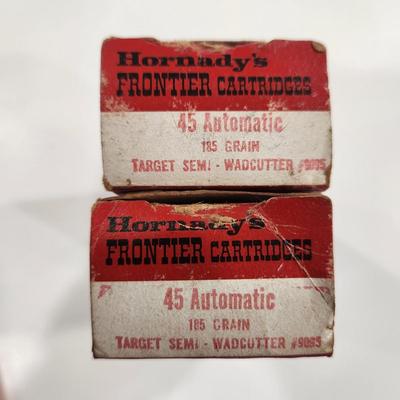 Hornady's
FRONTIER CARTRIDGES
45 Automatic
185 GRAIN
TARGET SEMI - WADCUTTER #9095
Hornady's
FRONTIER CARTRIDGES
45 Automatic
185 GRAIN
TARGET SEMI - WADCUTTER #9095